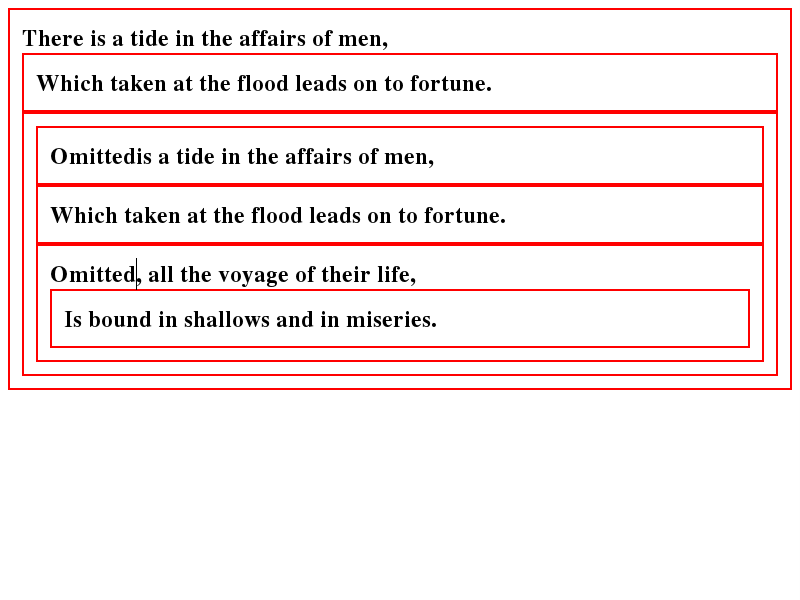 There is a tide in the affairs of men,
Which taken at the flood leads on to fortune.
Omittedis a tide in the affairs of men,
Which taken at the flood leads on to fortune.
Omitted, all the voyage of their life,
Is bound in shallows and in miseries.